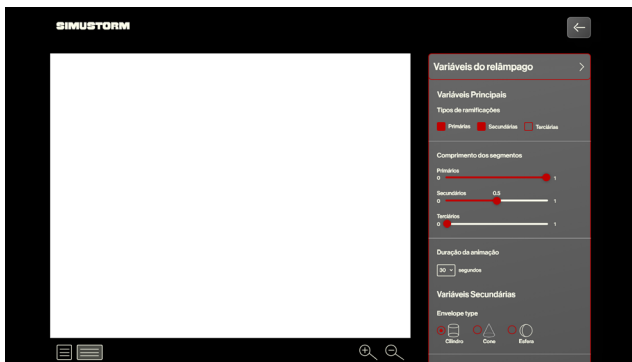 SIMUSTORM
Variáveis do relâmpago
Variáveis Principais
Tipos de ramificações
Primárias Secundárias Terciárias
Comprimento dos segmentos
Primários
0 1
Secundários 0.5
0 1
Terciários
0 1
Duração da animação
30 segundos
Variáveis Secundárias
Envelope type
Cilindro Cone Esfera